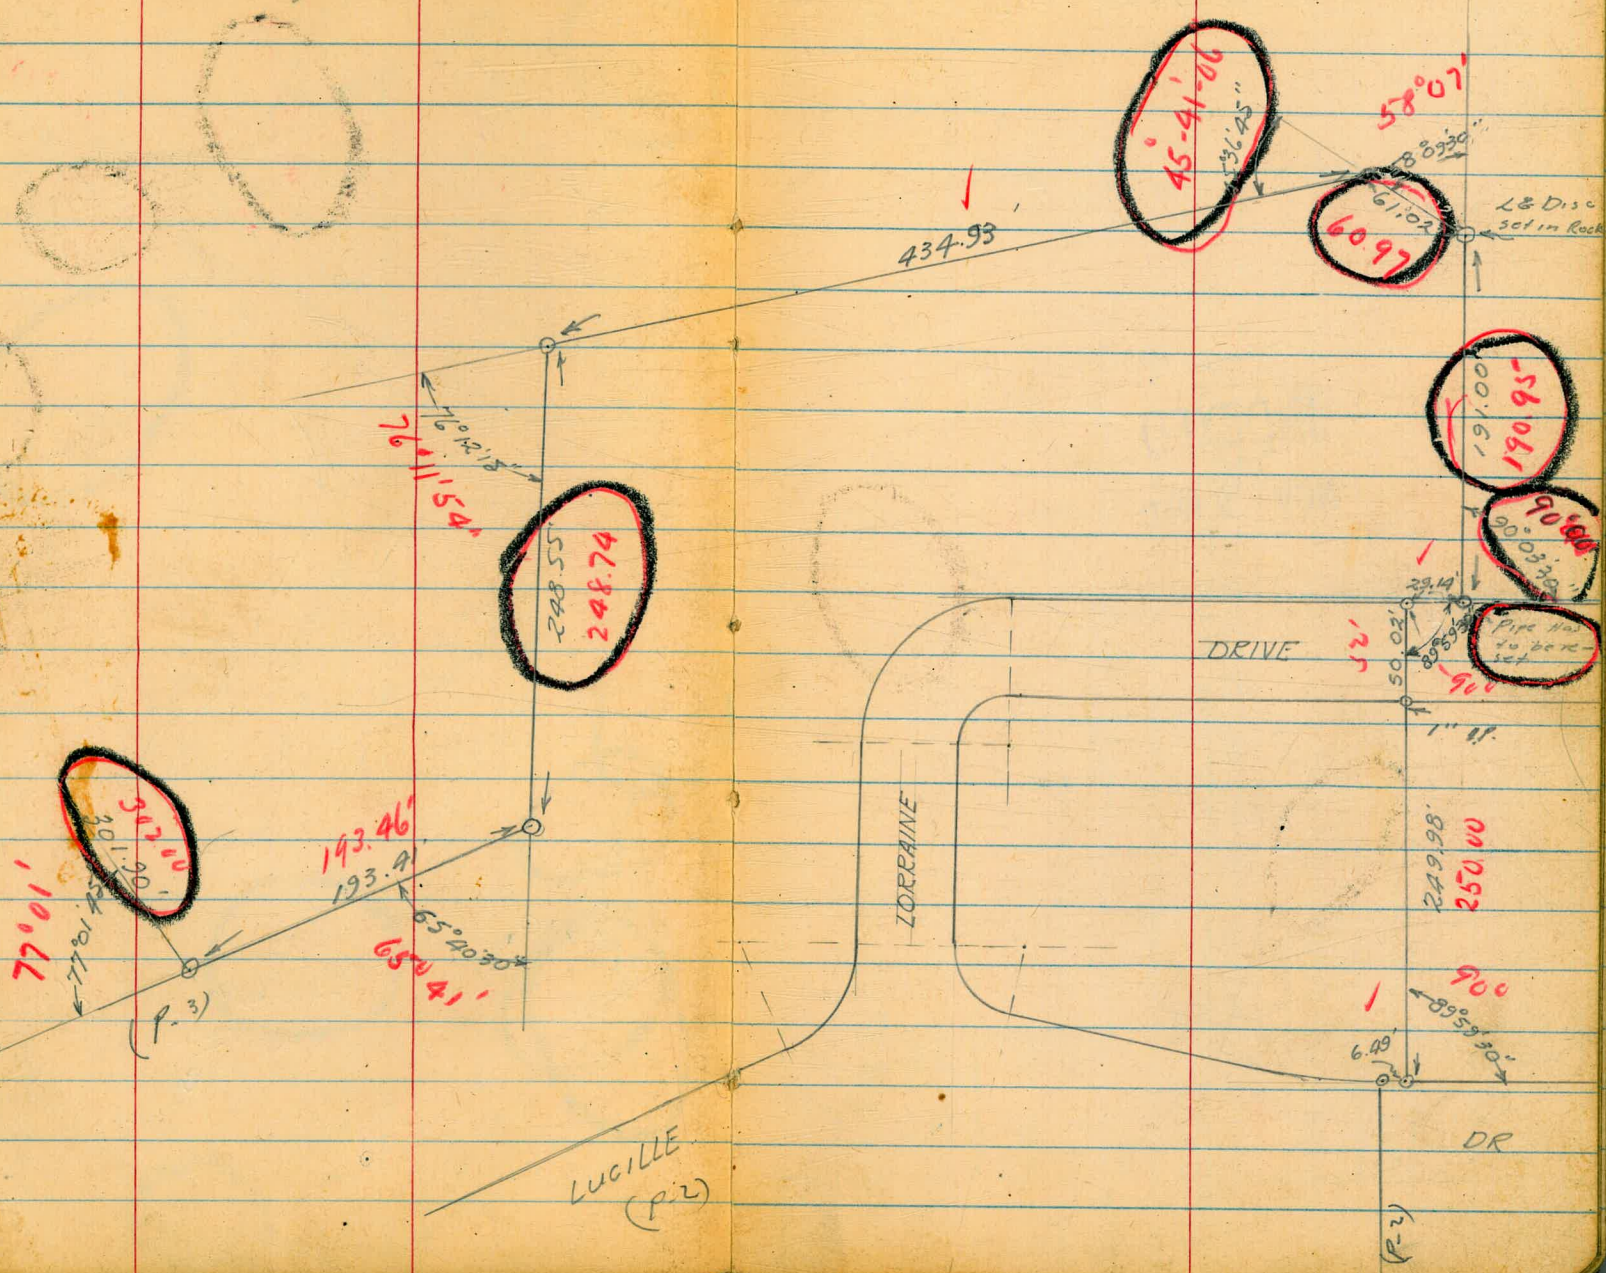 45°-41'-06
5°36'45"
58°07'
8°09'30"
61.02
60.97
L&Disc
set in Rock
434.93'
191.00'
190.95
76°12'15"
76°11'54"
248.55'
248.74
90°00'
90°03'30"
29.14'
50.02'
52'
89°59'30"
90°
Pipe Has
to be re-
set
DRIVE
1" I.P.
LORRAINE
249.98'
250.00
302.00
301.90'
77°01'
77°01'45"
193.46'
193.41'
65°40'30"
65°41'
(P-3)
90°
89°59'30"
6.49
LUCILLE
(P-2)
DR
(P-2)